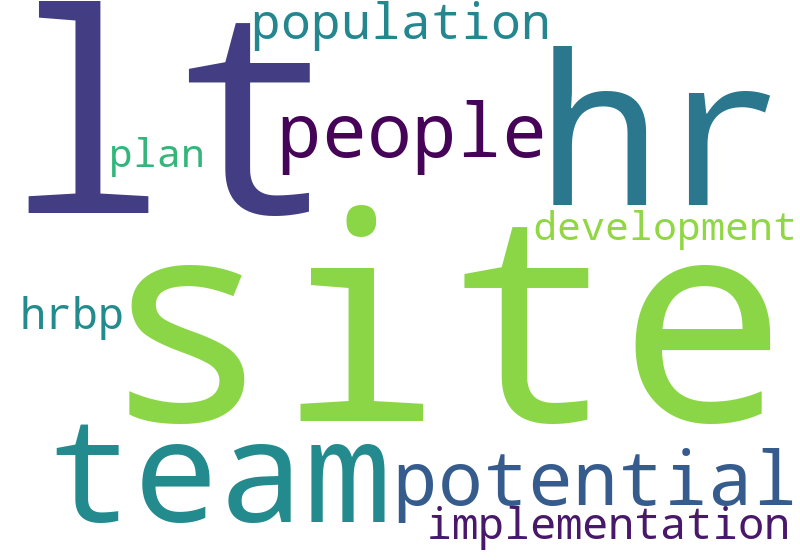 population
lt
hr
people
plan
site
development
hrbp
team
potential
implementation